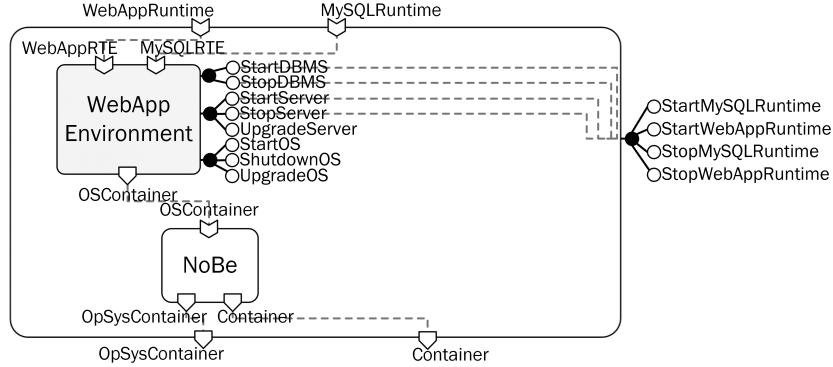 WebAppRuntime
MySQLRuntime
WebAppRTE
MySQLRTE
StartDBMS
StopDBMS
StartServer
StopServer
UpgradeServer
StartOS
ShutdownOS
UpgradeOS
WebApp
Environment
StartMySQLRuntime
StartWebAppRuntime
StopMySQLRuntime
StopWebAppRuntime
OSContainer
OSContainer
NoBe
OpSysContainer
Container
OpSysContainer
Container